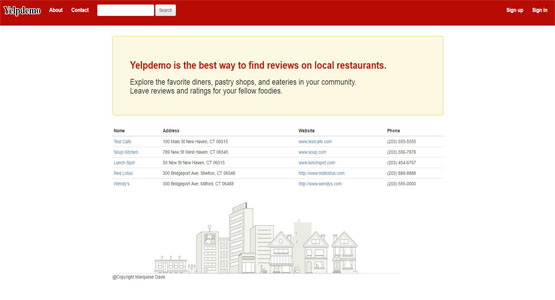 Yelpdemo About Contact Search Sign up Sign in
Yelpdemo is the best way to find reviews on local restaurants.
Explore the favorite diners, pastry shops, and eateries in your community.
Leave reviews and ratings for your fellow foodies.
Name Address Website Phone
Test Cafe 100 Main St New Haven, CT 06515 www.testcafe.com (203) 555-5555
Soup Kitchen 789 New St West Haven, CT 06545 www.soup.com (203) 556-7878
Lunch Spot 50 New St New Haven, CT 06515 www.lunchspot.com (203) 454-6767
Red Lotus 300 Bridgeport Ave, Shelton, CT 06048 http://www.redlotus.com (203) 888-8888
Wendy's 300 Bridgeport Ave, Milford, CT 06488 http://www.wendys.com (203) 555-0000
@Copyright Marquese Davis